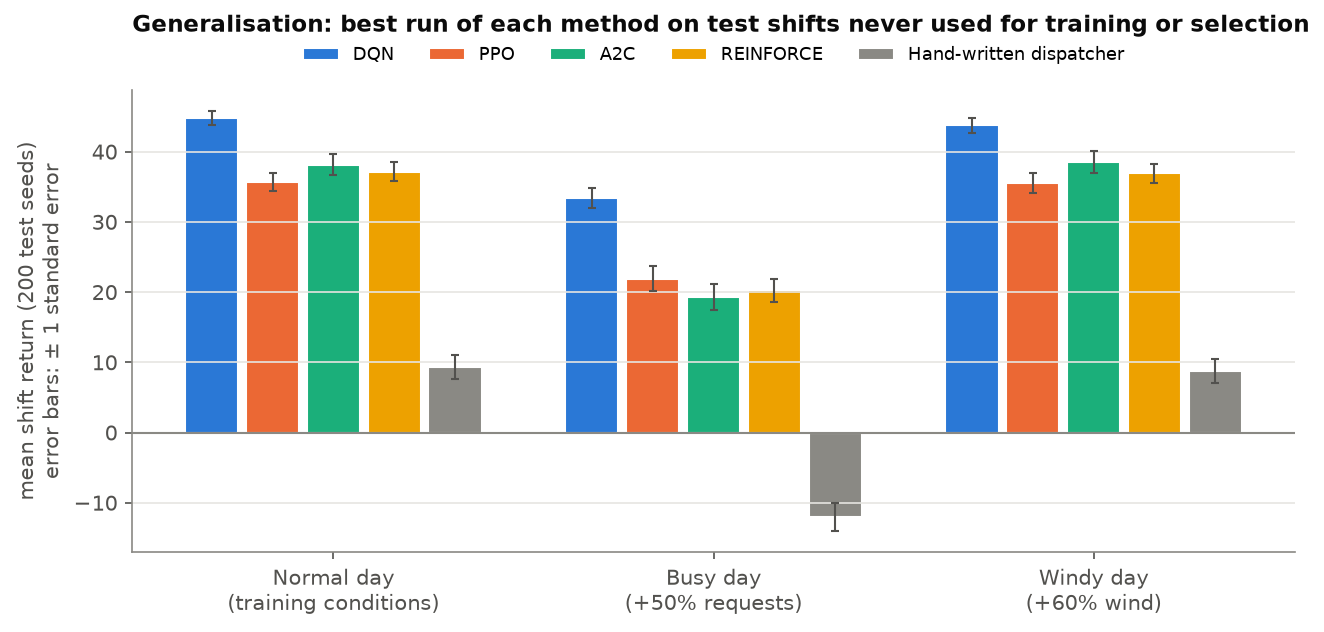 Generalisation: best run of each method on test shifts never used for training or selection
DQN PPO A2C REINFORCE Hand-written dispatcher
mean shift return (200 test seeds)
error bars: ± 1 standard error
40
30
20
10
0
−10
Normal day
(training conditions)
Busy day
(+50% requests)
Windy day
(+60% wind)